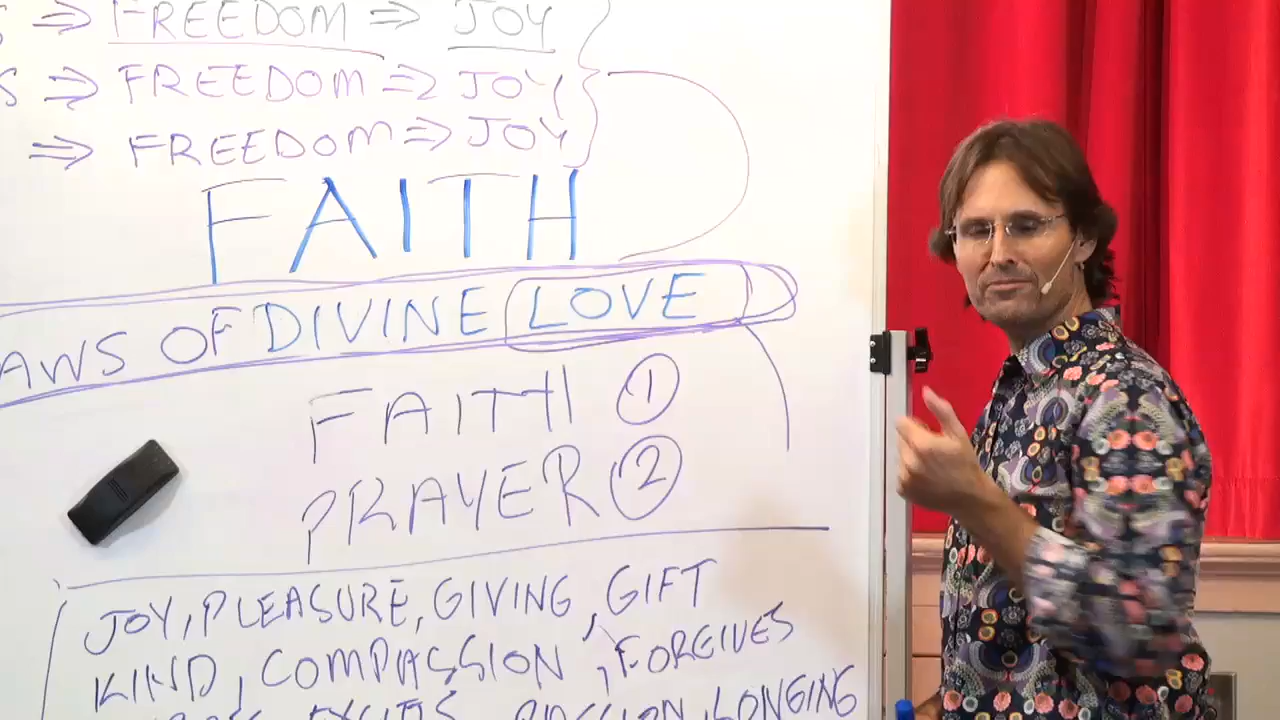 S ⇒ FREEDOM ⇒ JOY
S ⇒ FREEDOM ⇒ JOY
⇒ FREEDOM ⇒ JOY
FAITH
AWS OF DIVINE LOVE
FAITH 1
PRAYER 2
JOY, PLEASURE, GIVING, GIFT
KIND, COMPASSION, FORGIVES
PASSION, LONGING